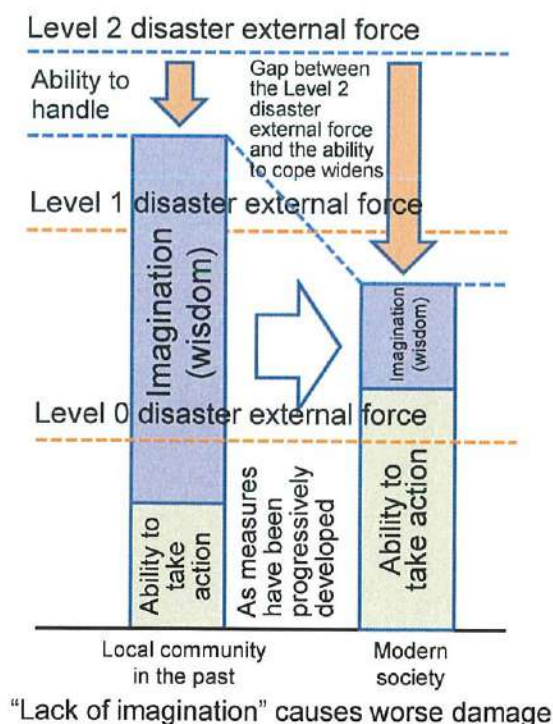 Level 2 disaster external force
Ability to
handle
Gap between
the Level 2
disaster
external force
and the ability
to cope widens
Level 1 disaster external force
Imagination
(wisdom)
Imagination
(wisdom)
Level 0 disaster external force
Ability to
take
action
As measures
have been
progressively
developed
Ability to
take action
Local community
in the past
Modern
society
"Lack of imagination" causes worse damage